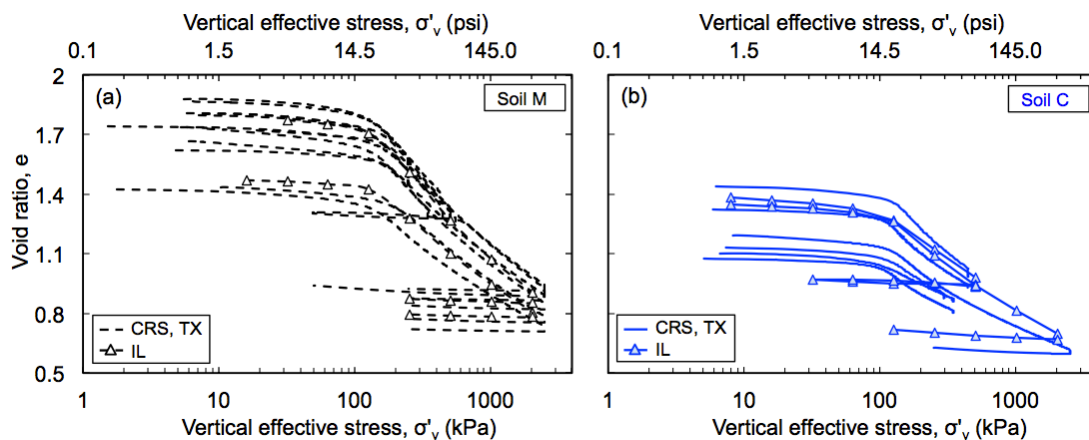 Vertical effective stress, σ'v (psi)
0.1 1.5 14.5 145.0
2
1.7
1.4
1.1
0.8
0.5
Void ratio, e
(a)
Soil M
CRS, TX
IL
1 10 100 1000
Vertical effective stress, σ'v (kPa)
Vertical effective stress, σ'v (psi)
0.1 1.5 14.5 145.0
(b)
Soil C
CRS, TX
IL
1 10 100 1000
Vertical effective stress, σ'v (kPa)